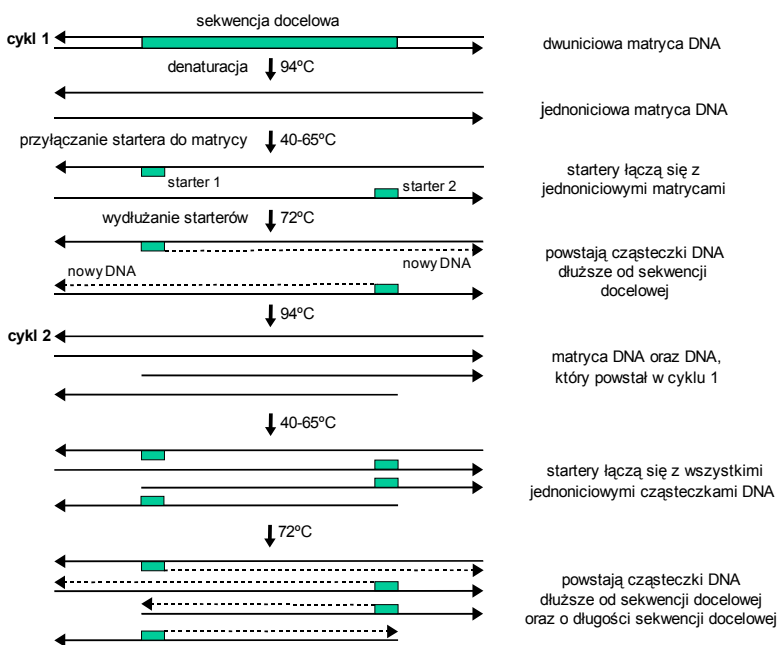 sekwencja docelowa
cykl 1
dwuniciowa matryca DNA
denaturacja
94ºC
jednoniciowa matryca DNA
przyłączanie startera do matrycy
40-65ºC
startery łączą się z
jednoniciowymi matrycami
starter 1
starter 2
wydłużanie starterów
72ºC
powstają cząsteczki DNA
dłuższe od sekwencji
docelowej
nowy DNA
nowy DNA
94ºC
cykl 2
matryca DNA oraz DNA,
który powstał w cyklu 1
40-65ºC
startery łączą się z wszystkimi
jednoniciowymi cząsteczkami DNA
72ºC
powstają cząsteczki DNA
dłuższe od sekwencji docelowej
oraz o długości sekwencji docelowej